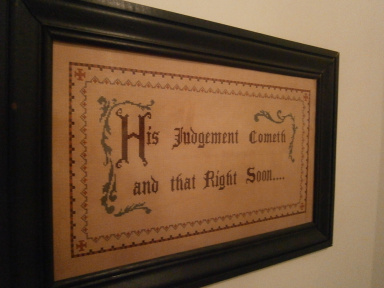 His Judgement Cometh
and that Right Soon....